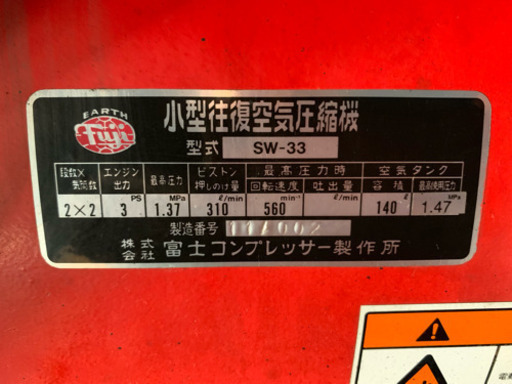 EARTH
Fuji
小型往復空気圧縮機
型式 SW-33
段数×気筒数 エンジン出力 最高圧力 ピストン押しのけ量 最高圧力時 回転速度 吐出量 空気タンク 容積 最高使用圧力
2×2 3 PS 1.37 MPa 310 ℓ/min 560 min⁻¹ ℓ/min 140 ℓ 1.47 MPa
製造番号
株式会社 富士コンプレッサー製作所